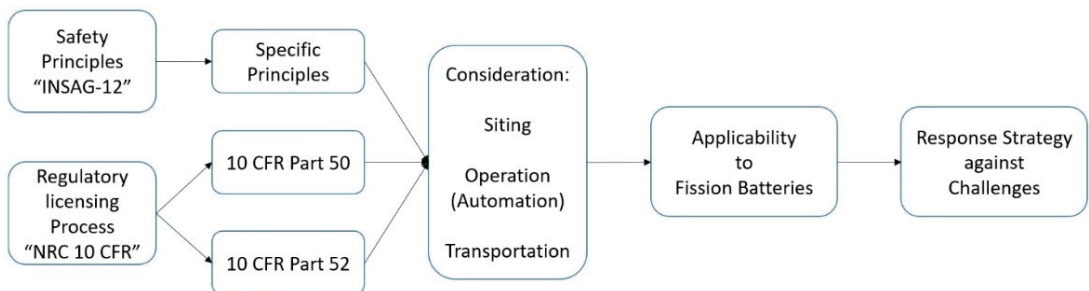 Safety
Principles
“INSAG-12”
Specific
Principles
Regulatory
licensing
Process
“NRC 10 CFR”
10 CFR Part 50
10 CFR Part 52
Consideration:
Siting
Operation
(Automation)
Transportation
Applicability
to
Fission Batteries
Response Strategy
against
Challenges